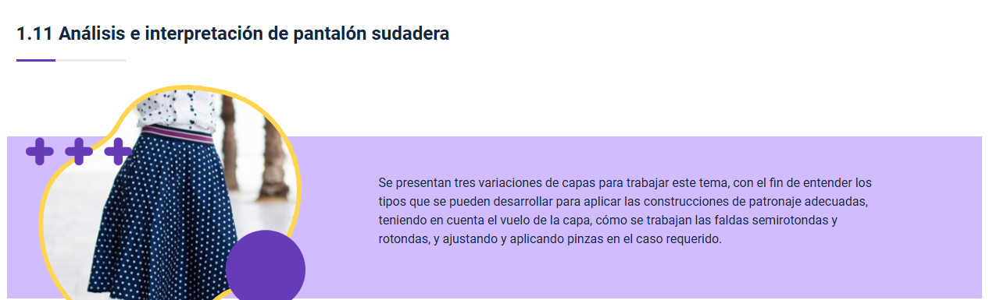 1.11 Análisis e interpretación de pantalón sudadera
Se presentan tres variaciones de capas para trabajar este tema, con el fin de entender los
tipos que se pueden desarrollar para aplicar las construcciones de patronaje adecuadas,
teniendo en cuenta el vuelo de la capa, cómo se trabajan las faldas semirotondas y
rotondas, y ajustando y aplicando pinzas en el caso requerido.